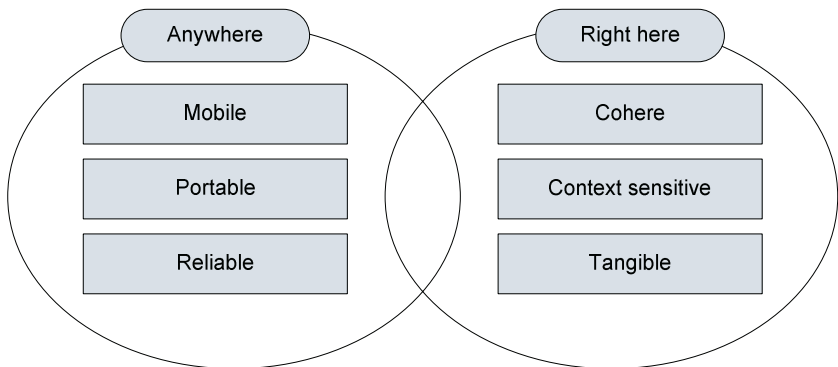 Anywhere
Right here
Mobile
Cohere
Portable
Context sensitive
Reliable
Tangible